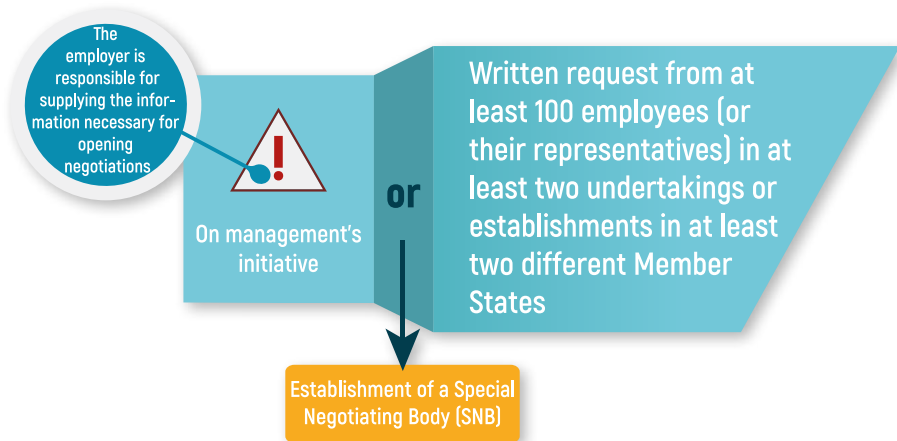 The
employer is
responsible for
supplying the infor-
mation necessary for
opening
negotiations
!
On management's
initiative
or
Written request from at
least 100 employees (or
their representatives) in at
least two undertakings or
establishments in at least
two different Member
States
Establishment of a Special
Negotiating Body (SNB)